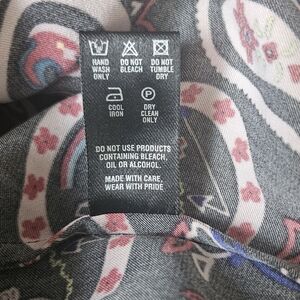 HAND WASH ONLY
DO NOT BLEACH
DO NOT TUMBLE DRY
COOL IRON
P
DRY CLEAN ONLY
DO NOT USE PRODUCTS
CONTAINING BLEACH,
OIL OR ALCOHOL.
MADE WITH CARE,
WEAR WITH PRIDE